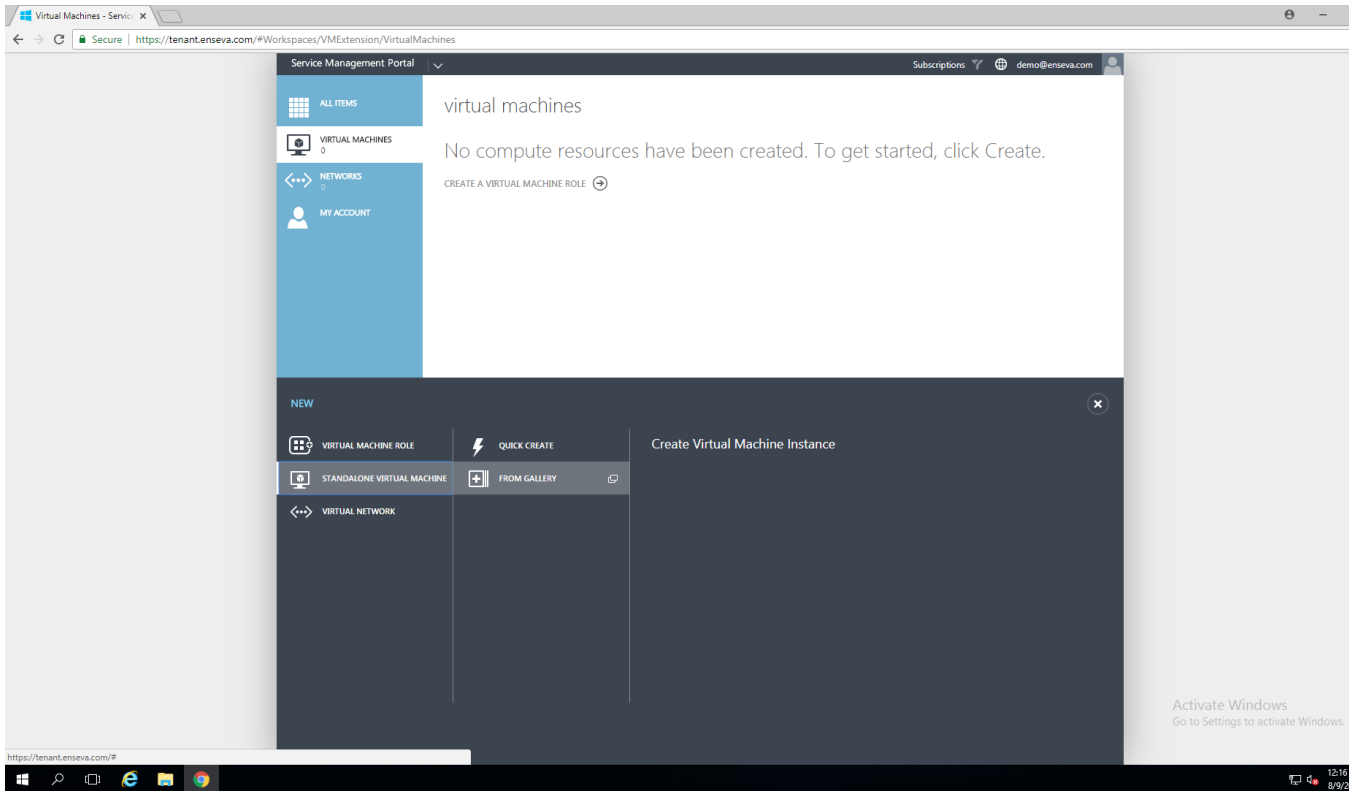 Virtual Machines - Servic
Secure | https://tenant.enseva.com/#Workspaces/VMExtension/VirtualMachines
Service Management Portal
Subscriptions
demo@enseva.com
ALL ITEMS
virtual machines
VIRTUAL MACHINES
0
No compute resources have been created. To get started, click Create.
NETWORKS
0
CREATE A VIRTUAL MACHINE ROLE
MY ACCOUNT
NEW
VIRTUAL MACHINE ROLE
QUICK CREATE
Create Virtual Machine Instance
STANDALONE VIRTUAL MACHINE
FROM GALLERY
VIRTUAL NETWORK
Activate Windows
Go to Settings to activate Windows.
https://tenant.enseva.com/#
12:16
8/9/2